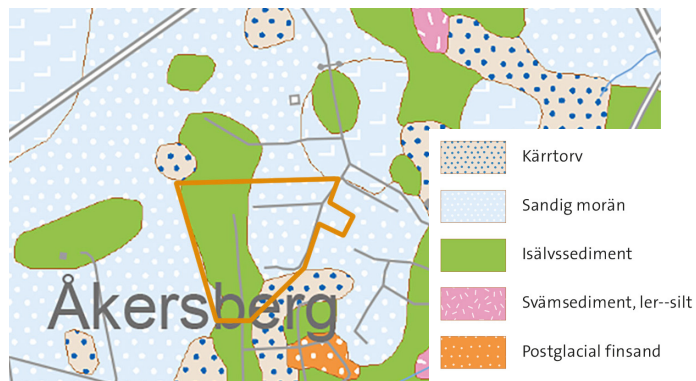 Kärrtorv
Sandig morän
Isälvssediment
Svämsediment, ler--silt
Postglacial finsand
Åkersberg